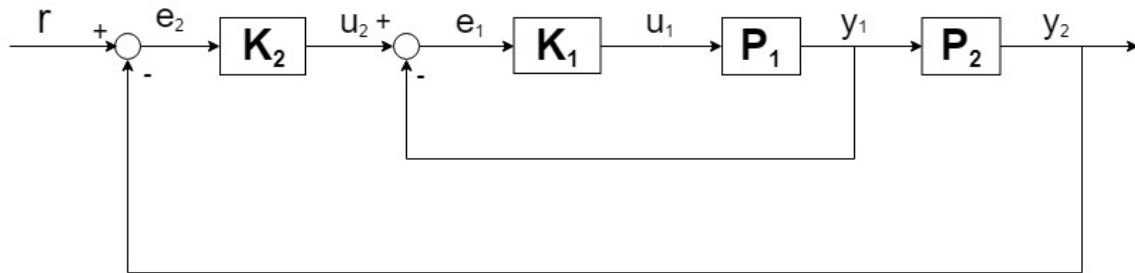 r + e₂ K₂ u₂ + e₁ K₁ u₁ P₁ y₁ P₂ y₂
- -